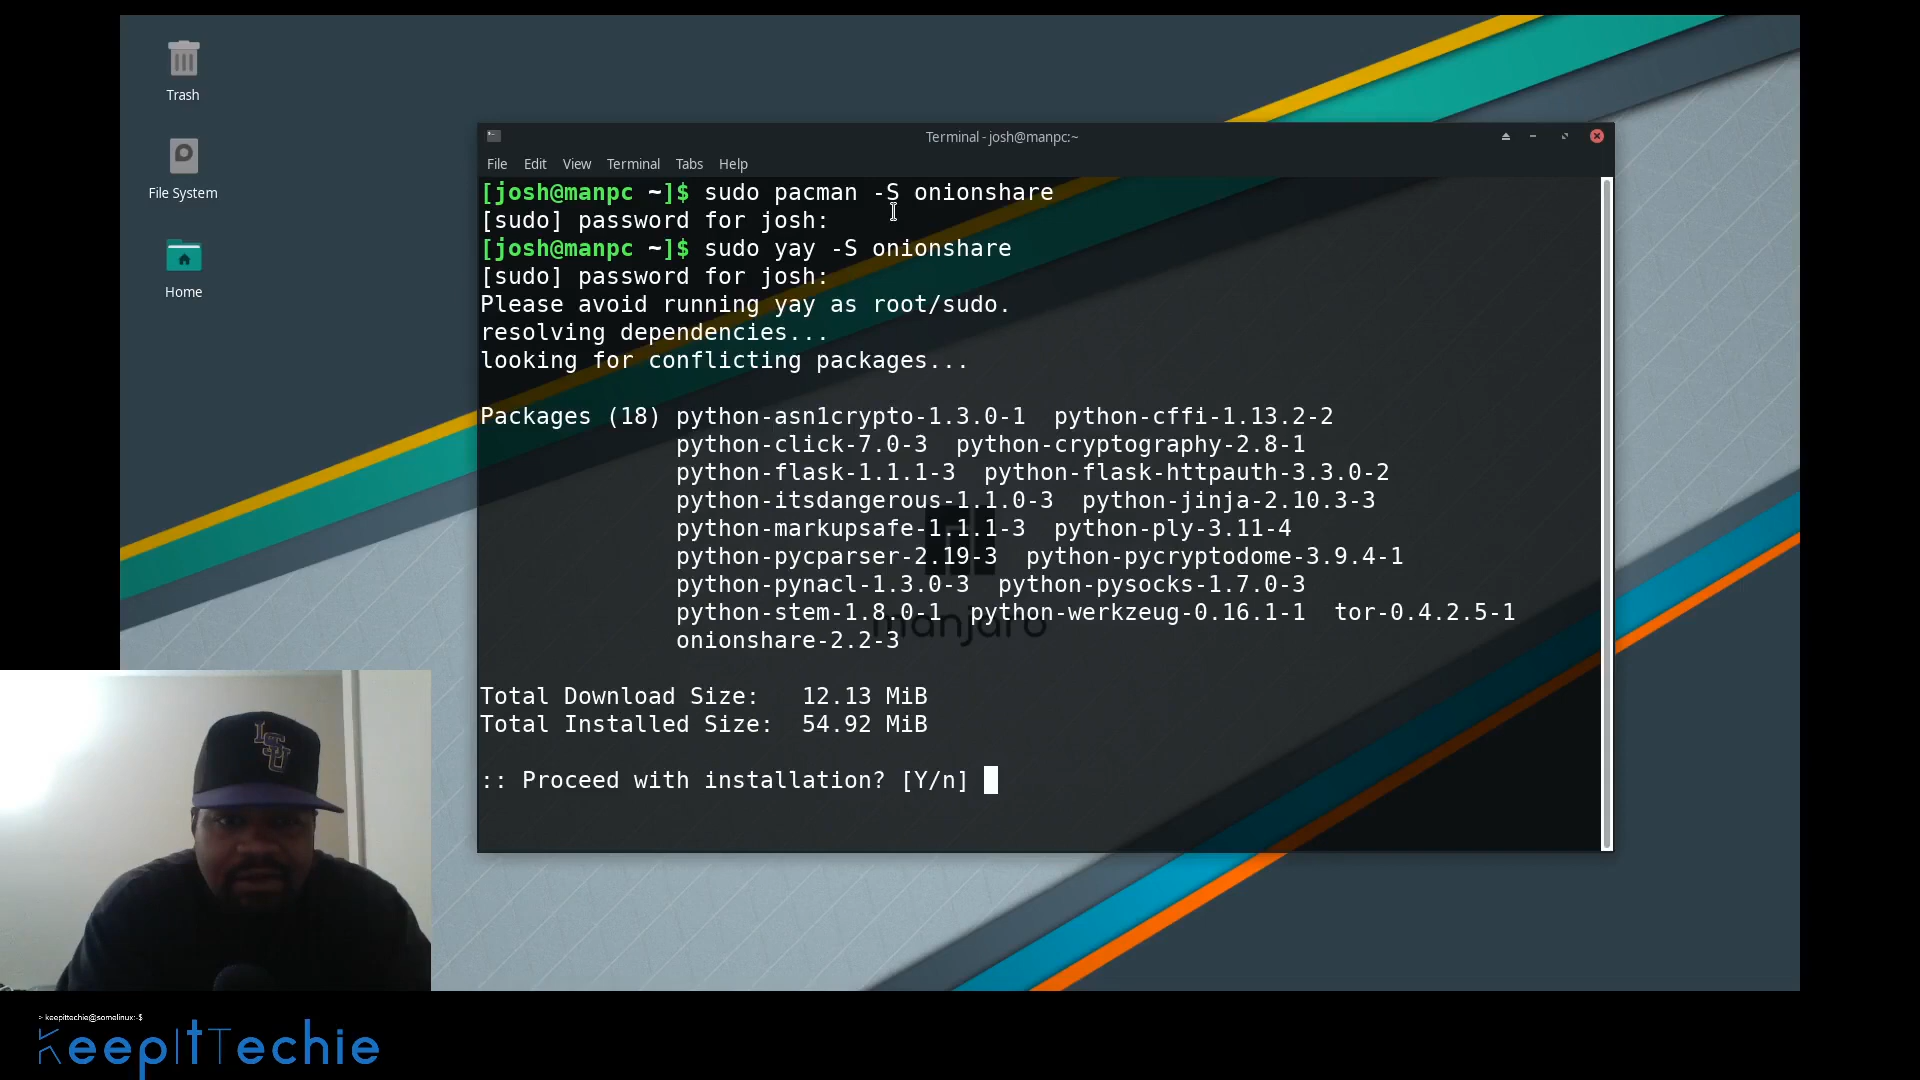 Trash
File System
Home
Terminal - josh@manpc:~
File Edit View Terminal Tabs Help
[josh@manpc ~]$ sudo pacman -S onionshare
[sudo] password for josh:
[josh@manpc ~]$ sudo yay -S onionshare
[sudo] password for josh:
Please avoid running yay as root/sudo.
resolving dependencies...
looking for conflicting packages...
Packages (18) python-asn1crypto-1.3.0-1 python-cffi-1.13.2-2
python-click-7.0-3 python-cryptography-2.8-1
python-flask-1.1.1-3 python-flask-httpauth-3.3.0-2
python-itsdangerous-1.1.0-3 python-jinja-2.10.3-3
python-markupsafe-1.1.1-3 python-ply-3.11-4
python-pycparser-2.19-3 python-pycryptodome-3.9.4-1
python-pynacl-1.3.0-3 python-pysocks-1.7.0-3
python-stem-1.8.0-1 python-werkzeug-0.16.1-1 tor-0.4.2.5-1
onionshare-2.2-3
manjaro
Total Download Size: 12.13 MiB
Total Installed Size: 54.92 MiB
:: Proceed with installation? [Y/n]
LSU
> keepittechie@somelinux:-$
KeepItTechie